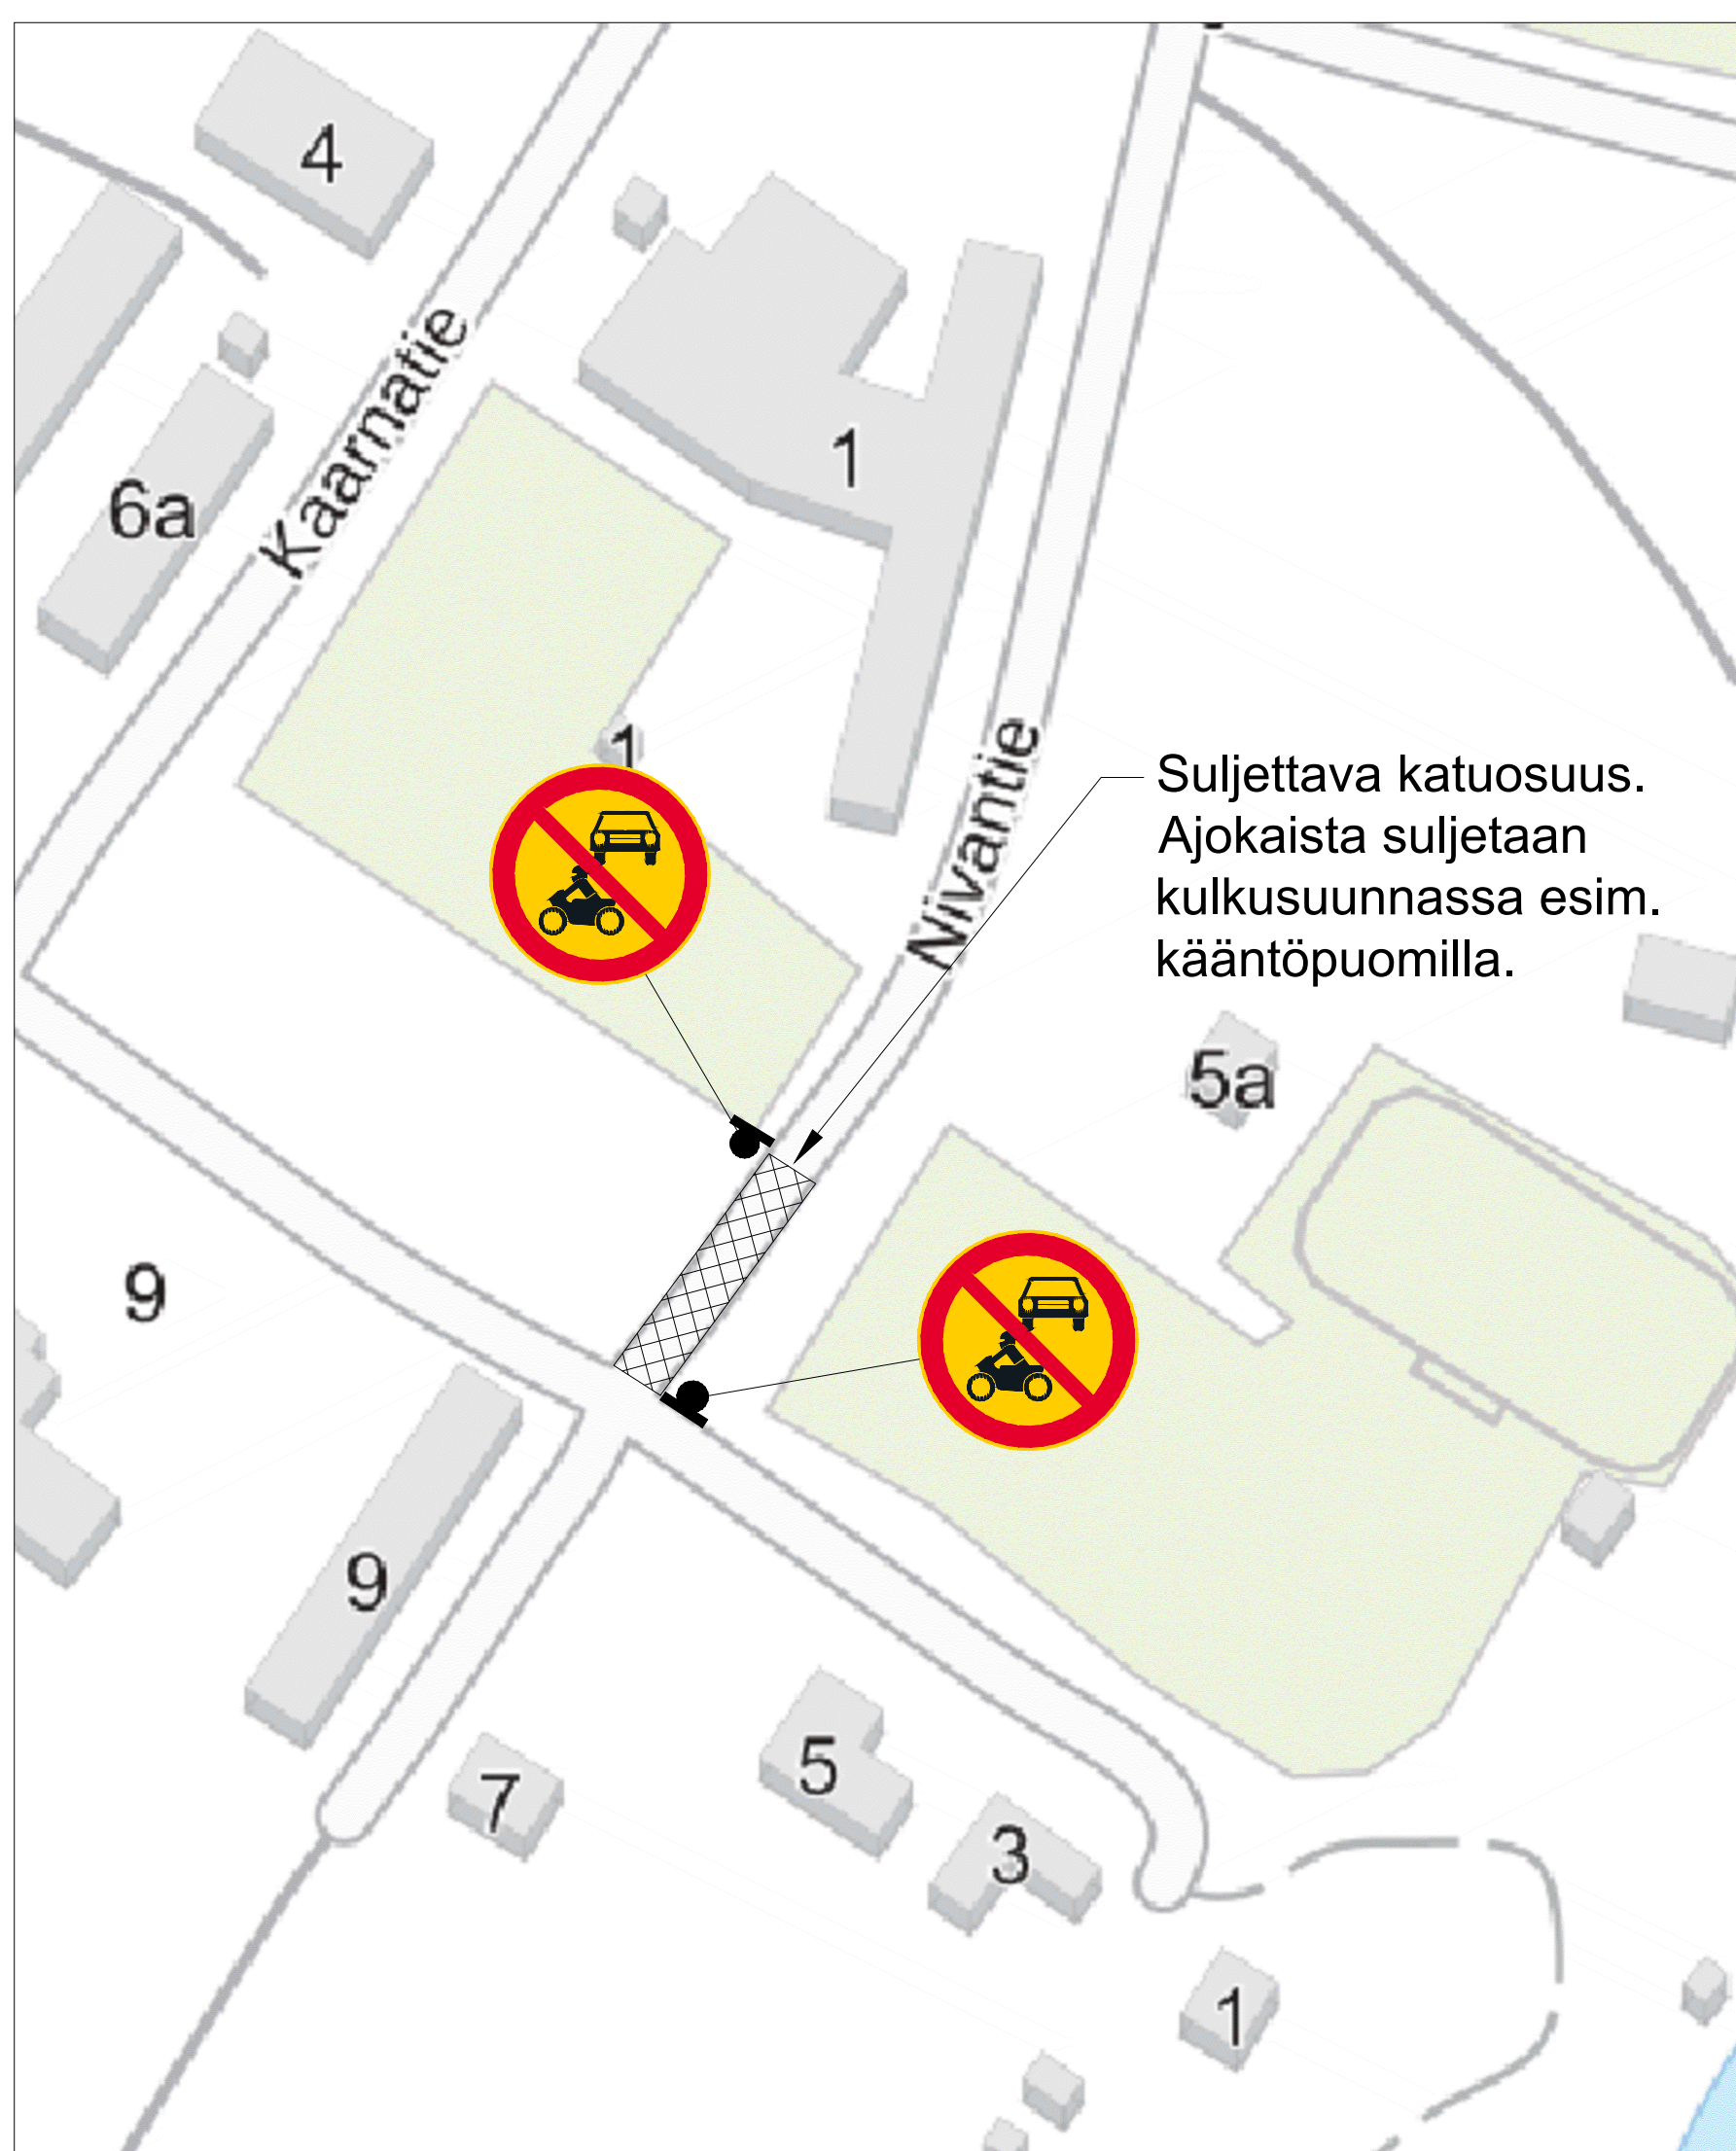 4
Kaarnatie
1
6a
1
Niivantie
Suljettava katuosuus.
Ajokaista suljetaan
kulkusuunnassa esim.
kääntöpuomilla.
5a
9
9
7
5
3
1